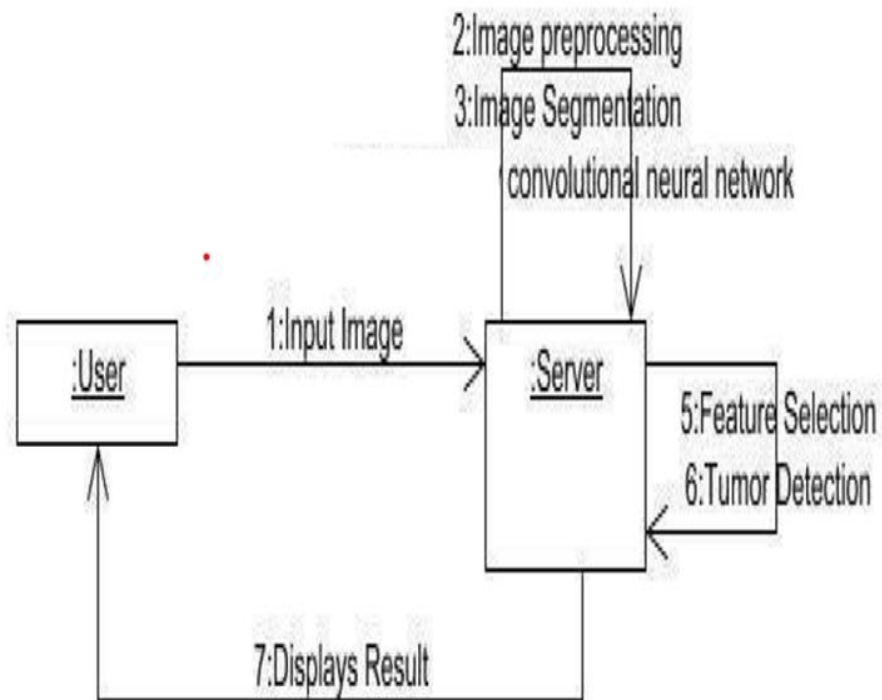 2:Image preprocessing
3:Image Segmentation
convolutional neural network
1:Input Image
:User
:Server
5:Feature Selection
6:Tumor Detection
7:Displays Result